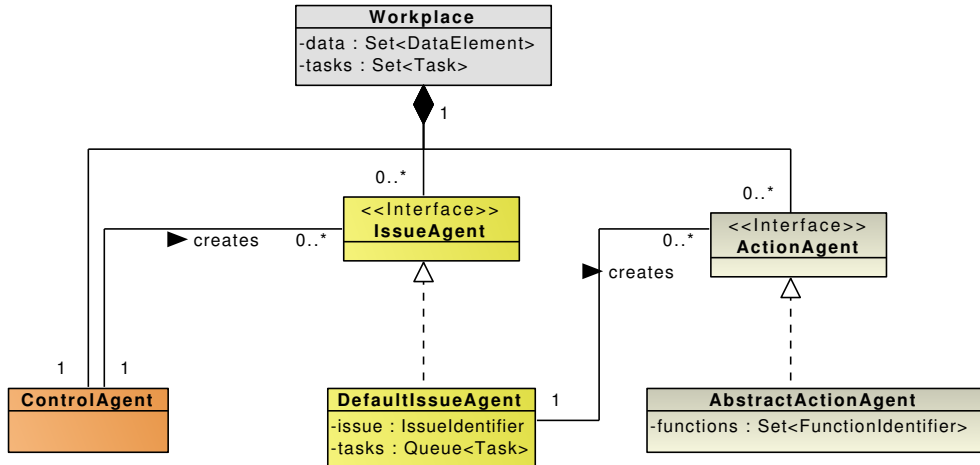 Workplace
-data : Set<DataElement>
-tasks : Set<Task>
1
0..*
0..*
<<Interface>>
IssueAgent
<<Interface>>
ActionAgent
creates
0..*
0..*
creates
1
1
ControlAgent
DefaultIssueAgent
-issue : IssueIdentifier
-tasks : Queue<Task>
1
AbstractActionAgent
-functions : Set<FunctionIdentifier>